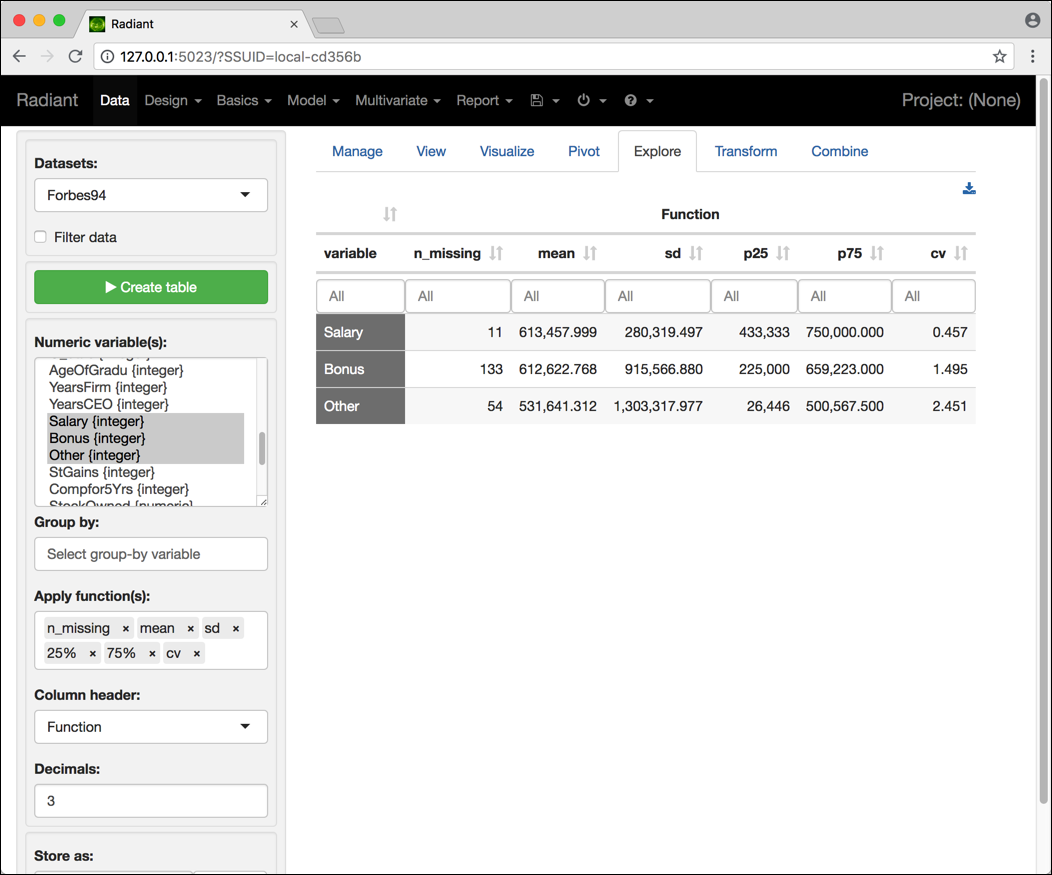 Radiant
127.0.0.1:5023/?SSUID=local-cd356b
Radiant Data Design Basics Model Multivariate Report Project: (None)
Datasets:
Forbes94
Filter data
Create table
Numeric variable(s):
AgeOfGradu {integer}
YearsFirm {integer}
YearsCEO {integer}
Salary {integer}
Bonus {integer}
Other {integer}
StGains {integer}
Compfor5Yrs {integer}
StockOwned {numeric}
Group by:
Select group-by variable
Apply function(s):
n_missing × mean × sd ×
25% × 75% × cv ×
Column header:
Function
Decimals:
3
Store as:
Manage View Visualize Pivot Explore Transform Combine
Function
variable n_missing mean sd p25 p75 cv
All All All All All All All
Salary 11 613,457.999 280,319.497 433,333 750,000.000 0.457
Bonus 133 612,622.768 915,566.880 225,000 659,223.000 1.495
Other 54 531,641.312 1,303,317.977 26,446 500,567.500 2.451